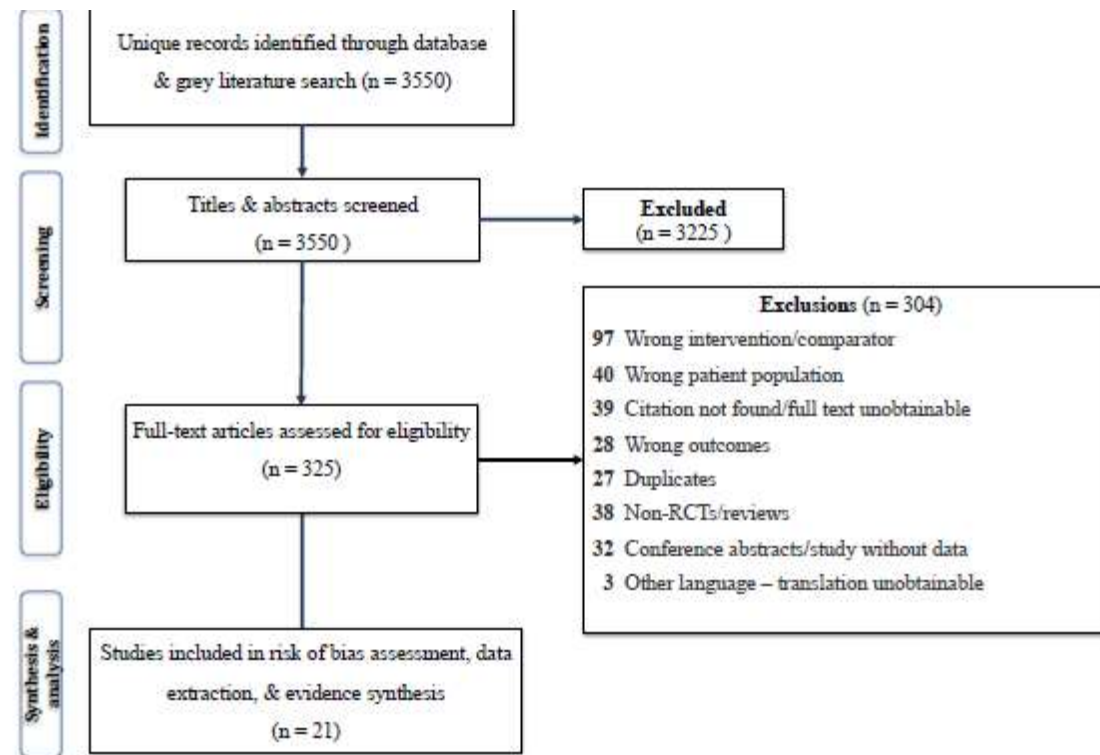 Identification
Unique records identified through database
& grey literature search (n = 3550)
Screening
Titles & abstracts screened
(n = 3550 )
Excluded
(n = 3225 )
Eligibility
Full-text articles assessed for eligibility
(n = 325)
Exclusions (n = 304)
97 Wrong intervention/comparator
40 Wrong patient population
39 Citation not found/full text unobtainable
28 Wrong outcomes
27 Duplicates
38 Non-RCTs/reviews
32 Conference abstracts/study without data
3 Other language – translation unobtainable
Synthesis &
analysis
Studies included in risk of bias assessment, data
extraction, & evidence synthesis
(n = 21)